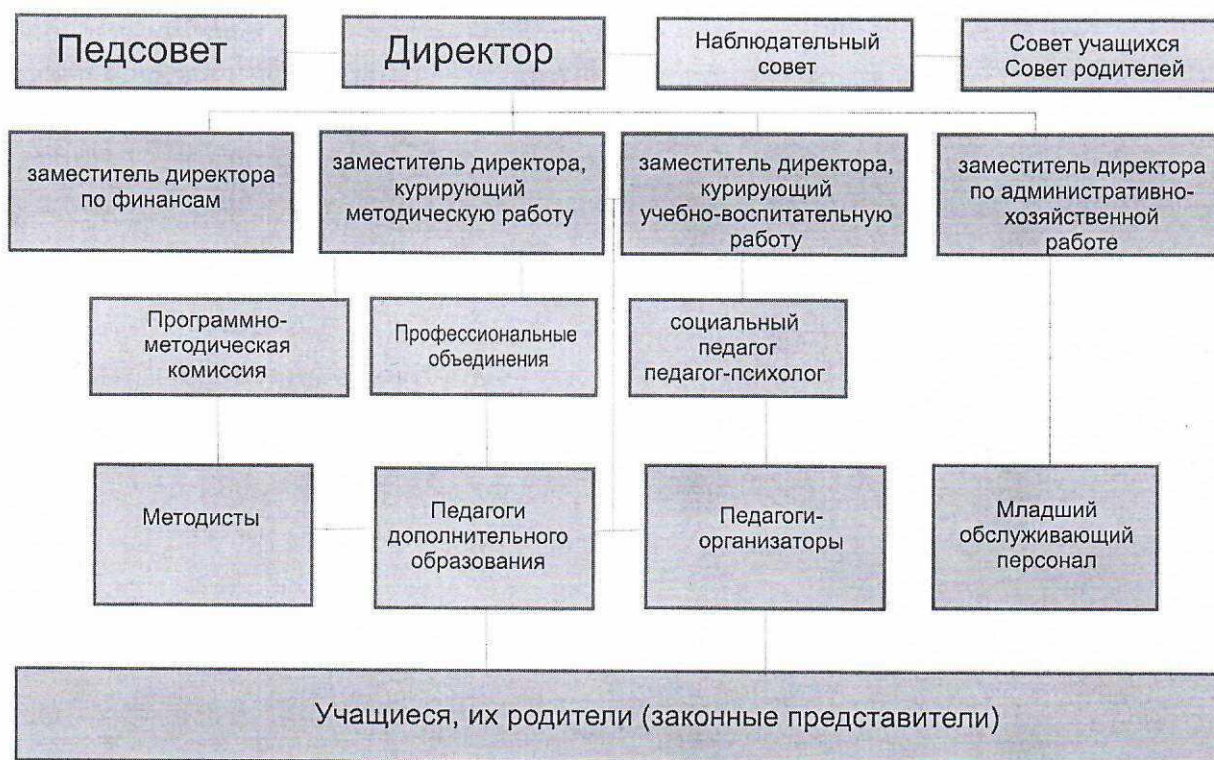 Педсовет
Директор
Наблюдательный
совет
Совет учащихся
Совет родителей
заместитель директора
по финансам
заместитель директора,
курирующий
методическую работу
заместитель директора,
курирующий
учебно-воспитательную
работу
заместитель директора
по административно-
хозяйственной
работе
Программно-
методическая
комиссия
Профессиональные
объединения
социальный
педагог
педагог-психолог
Методисты
Педагоги
дополнительного
образования
Педагоги-
организаторы
Младший
обслуживающий
персонал
Учащиеся, их родители (законные представители)